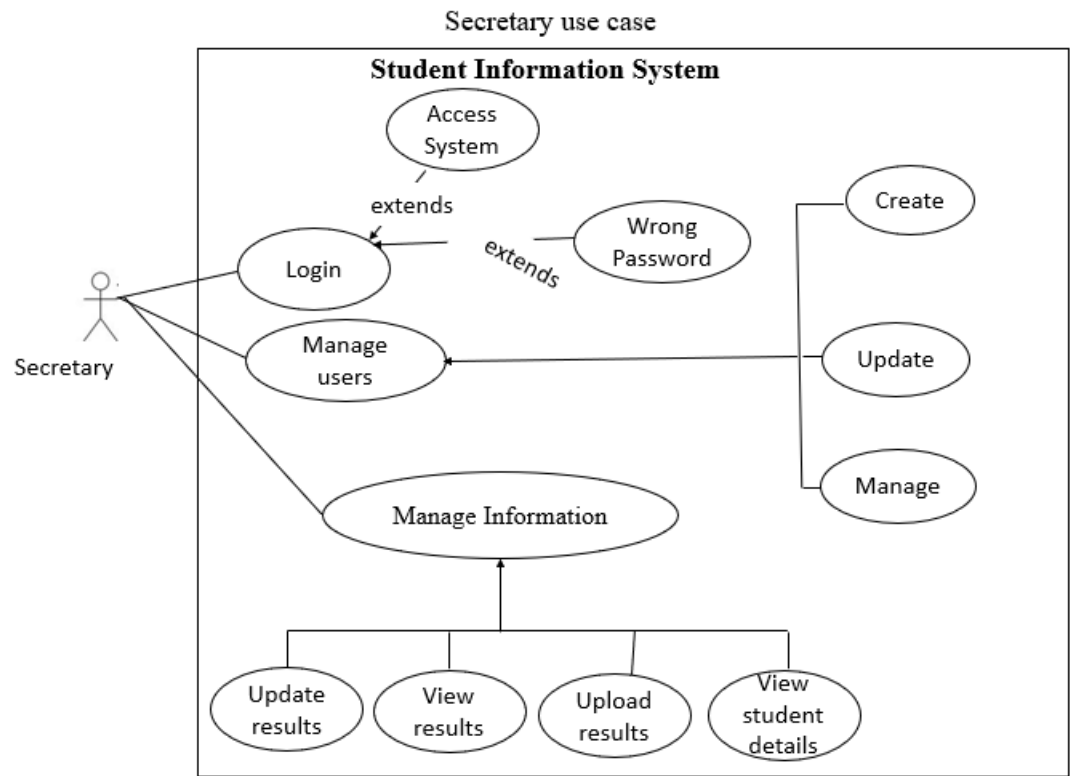 Secretary use case
Student Information System
Access
System
extends
Create
Wrong
Password
extends
Login
Manage
users
Secretary
Update
Manage
Manage Information
Update
results
View
results
Upload
results
View
student
details